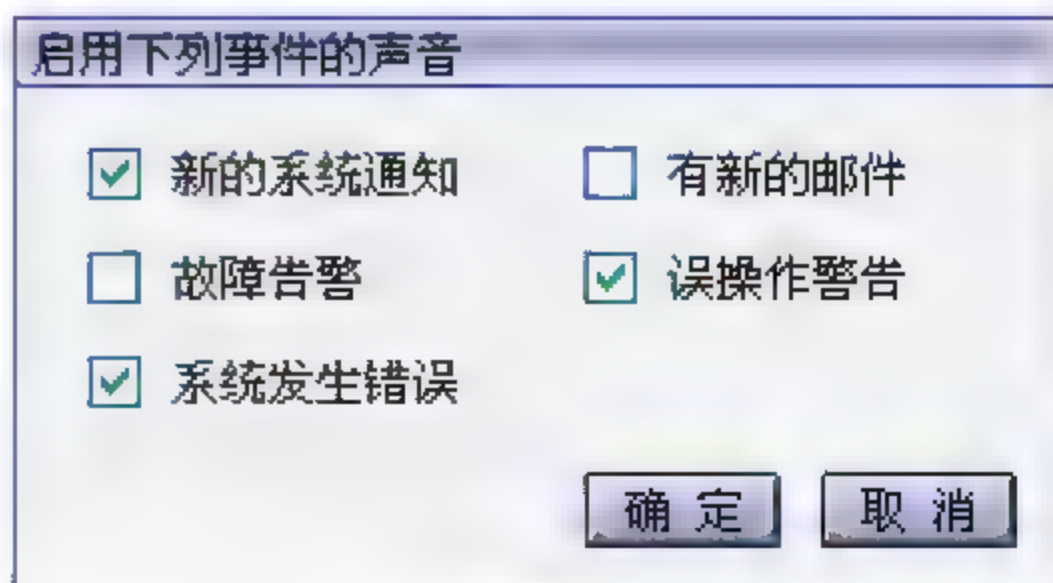 启用下列事件的声音
新的系统通知 有新的邮件
故障告警 误操作警告
系统发生错误
确 定 取 消